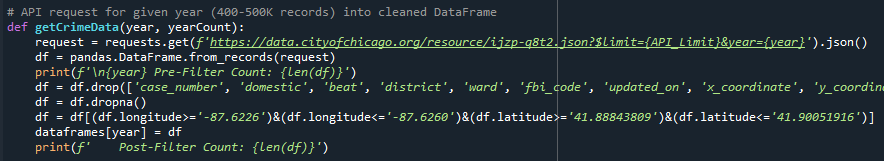 # API request for given year (400-500K records) into cleaned DataFrame
def getCrimeData(year, yearCount):
    request = requests.get(f'https://data.cityofchicago.org/resource/ijzp-q8t2.json?$limit={API_Limit}&year={year}').json()
    df = pandas.DataFrame.from_records(request)
    print(f'\n{year} Pre-Filter Count: {len(df)}')
    df = df.drop(['case_number', 'domestic', 'beat', 'district', 'ward', 'fbi_code', 'updated_on', 'x_coordinate', 'y_coordina
    df = df.dropna()
    df = df[(df.longitude>='-87.6226')&(df.longitude<='-87.6260')&(df.latitude>='41.88843809')&(df.latitude<='41.90051916')]
    dataframes[year] = df
    print(f'    Post-Filter Count: {len(df)}')